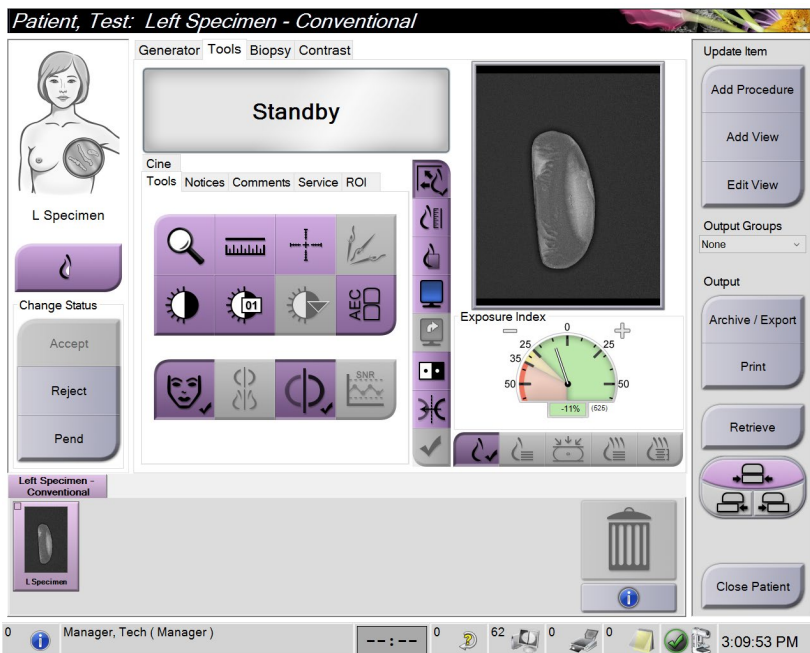 Patient, Test: Left Specimen - Conventional
Generator Tools Biopsy Contrast
Standby
Cine
Tools Notices Comments Service ROI
01
AEC
SNR
L Specimen
Change Status
Accept
Reject
Pend
Exposure Index
0
25 25
35
50 50
-11% (525)
Update Item
Add Procedure
Add View
Edit View
Output Groups
None
Output
Archive / Export
Print
Retrieve
Close Patient
Left Specimen -
Conventional
L Specimen
0 Manager, Tech ( Manager ) --:-- 0 62 0 0 3:09:53 PM